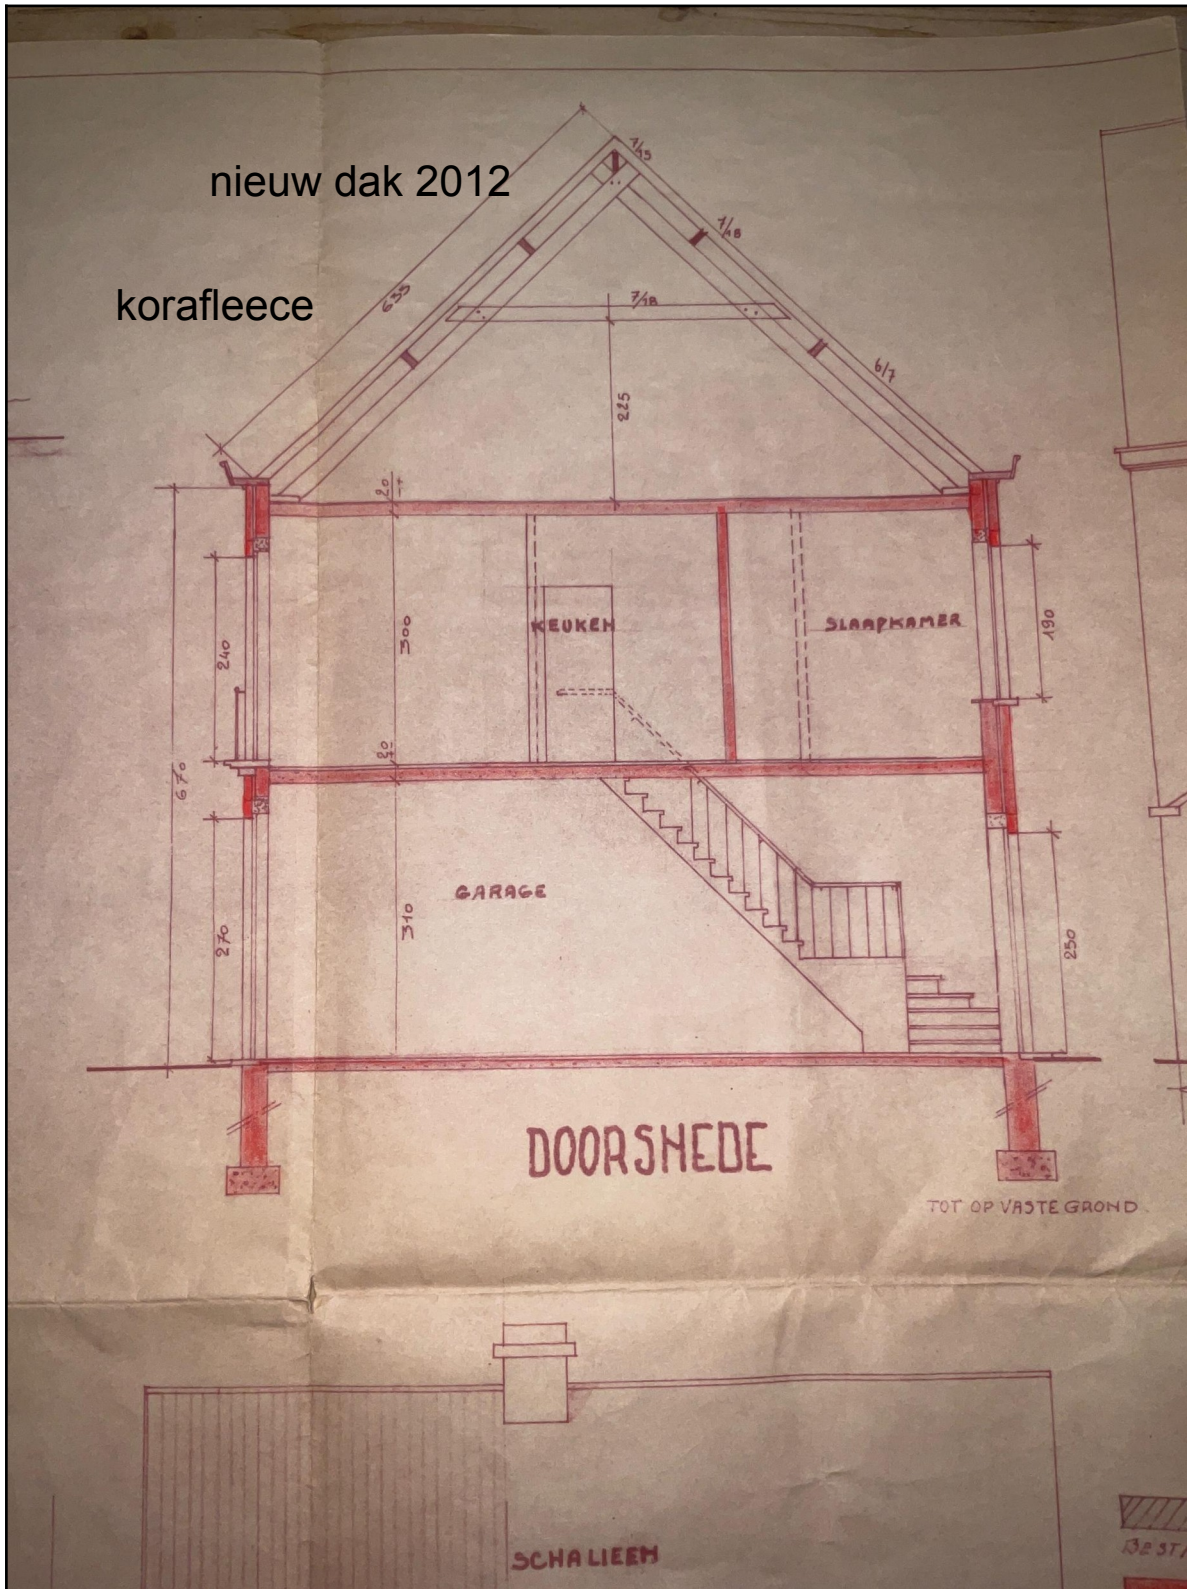 nieuw dak 2012
korafleece
7/15
7/18
635
7/18
6/7
225
20
KEUKEN
SLAAPKAMER
300
240
190
20
670
GARAGE
310
270
250
DOORSNEDE
TOT OP VASTE GROND.
SCHALIEEN